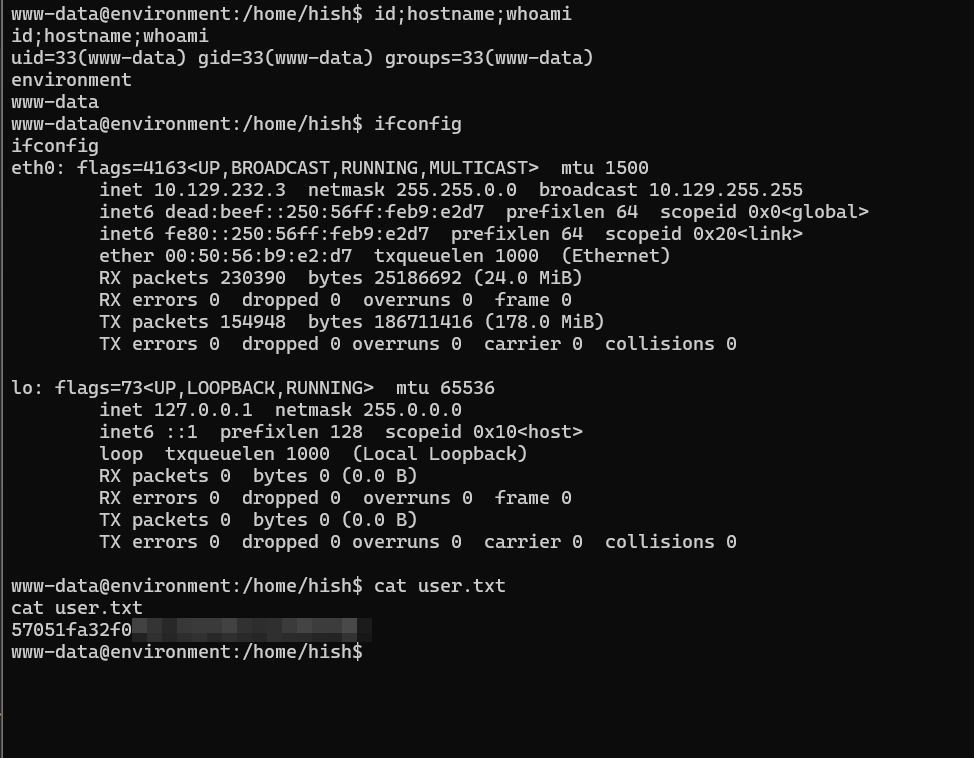 www-data@environment:/home/hish$ id;hostname;whoami
id;hostname;whoami
uid=33(www-data) gid=33(www-data) groups=33(www-data)
environment
www-data
www-data@environment:/home/hish$ ifconfig
ifconfig
eth0: flags=4163<UP,BROADCAST,RUNNING,MULTICAST>  mtu 1500
        inet 10.129.232.3  netmask 255.255.0.0  broadcast 10.129.255.255
        inet6 dead:beef::250:56ff:feb9:e2d7  prefixlen 64  scopeid 0x0<global>
        inet6 fe80::250:56ff:feb9:e2d7  prefixlen 64  scopeid 0x20<link>
        ether 00:50:56:b9:e2:d7  txqueuelen 1000  (Ethernet)
        RX packets 230390  bytes 25186692 (24.0 MiB)
        RX errors 0  dropped 0  overruns 0  frame 0
        TX packets 154948  bytes 186711416 (178.0 MiB)
        TX errors 0  dropped 0 overruns 0  carrier 0  collisions 0

lo: flags=73<UP,LOOPBACK,RUNNING>  mtu 65536
        inet 127.0.0.1  netmask 255.0.0.0
        inet6 ::1  prefixlen 128  scopeid 0x10<host>
        loop  txqueuelen 1000  (Local Loopback)
        RX packets 0  bytes 0 (0.0 B)
        RX errors 0  dropped 0  overruns 0  frame 0
        TX packets 0  bytes 0 (0.0 B)
        TX errors 0  dropped 0 overruns 0  carrier 0  collisions 0

www-data@environment:/home/hish$ cat user.txt
cat user.txt
57051fa32f0
www-data@environment:/home/hish$